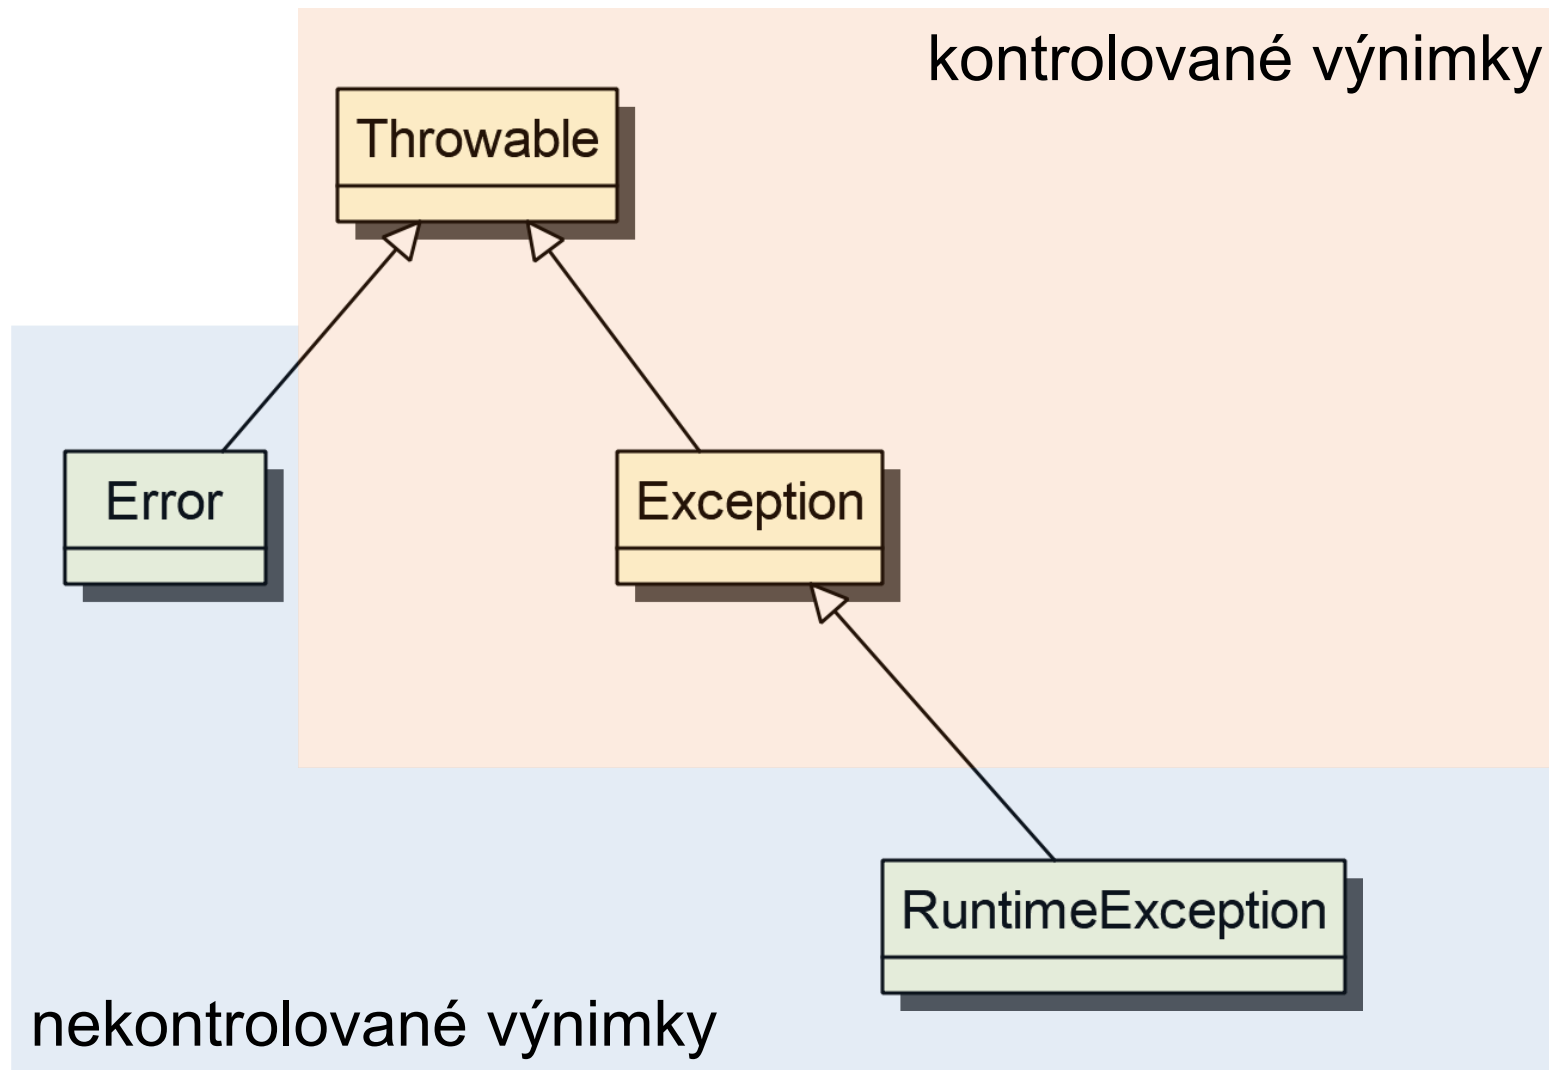 kontrolované výnimky
Throwable
Error
Exception
RuntimeException
nekontrolované výnimky